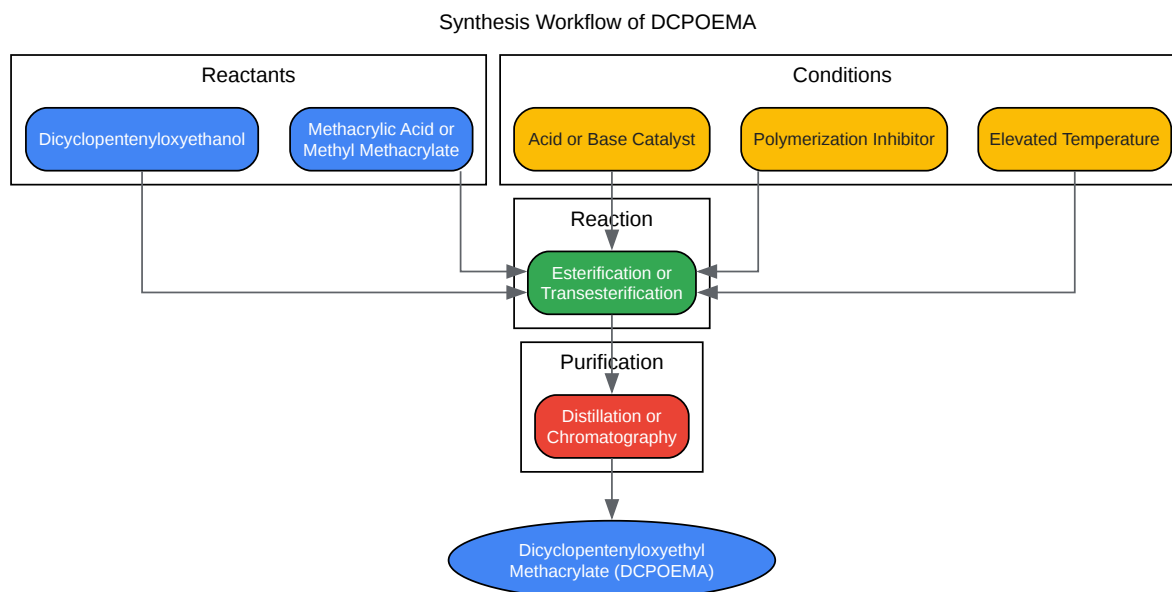 Synthesis Workflow of DCPOEMA
Reactants
Conditions
Dicyclopentenyloxyethanol
Methacrylic Acid or
Methyl Methacrylate
Acid or Base Catalyst
Polymerization Inhibitor
Elevated Temperature
Reaction
Esterification or
Transesterification
Purification
Distillation or
Chromatography
Dicyclopentenyloxyethyl
Methacrylate (DCPOEMA)